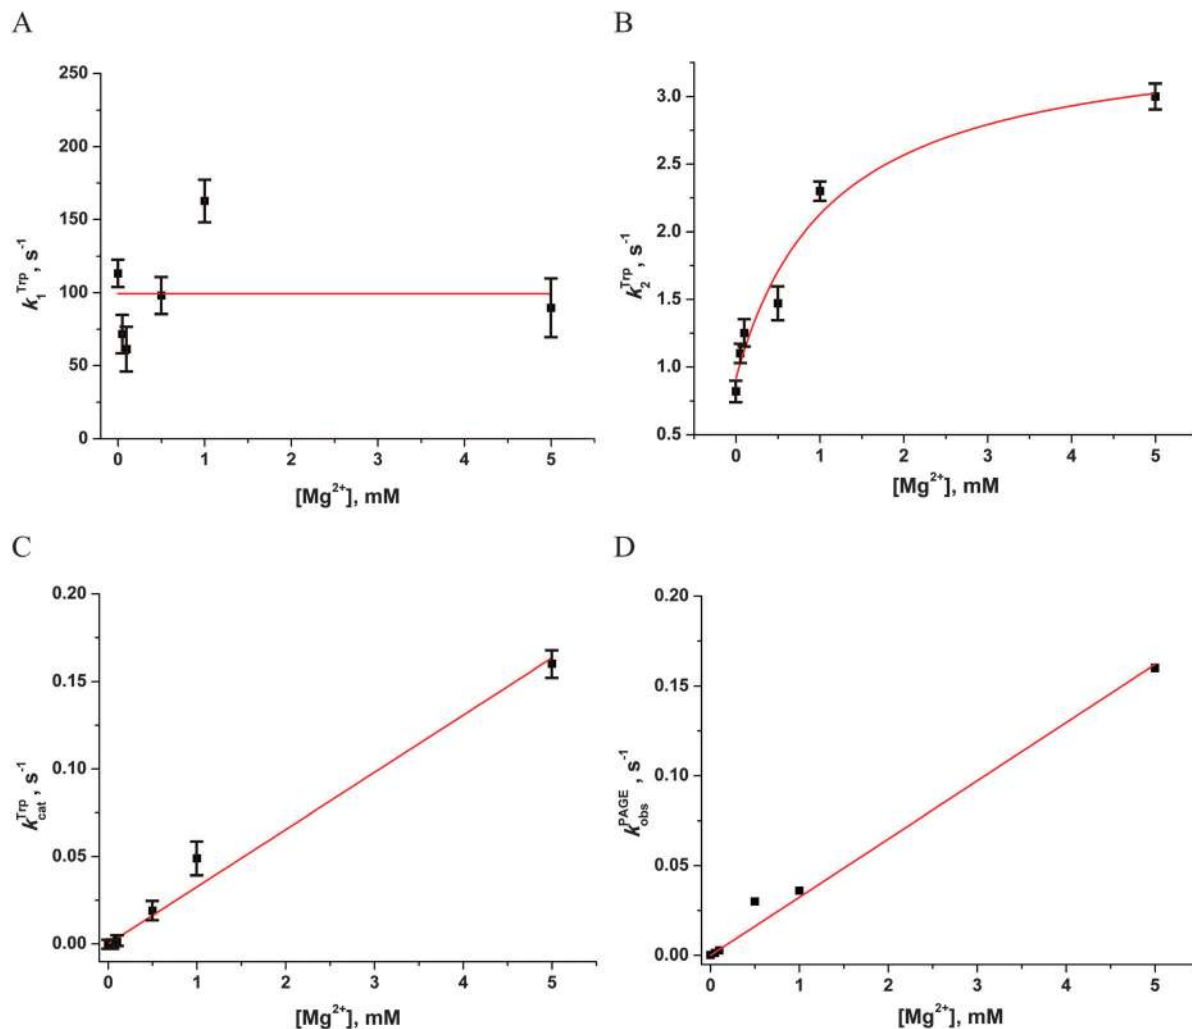 A
250
200
150
100
50
0
k₁ᵀʳᵖ, s⁻¹
0 1 2 3 4 5
[Mg²⁺], mM
B
3.0
2.5
2.0
1.5
1.0
0.5
k₂ᵀʳᵖ, s⁻¹
0 1 2 3 4 5
[Mg²⁺], mM
C
0.20
0.15
0.10
0.05
0.00
k_cat^Trp, s⁻¹
0 1 2 3 4 5
[Mg²⁺], mM
D
0.20
0.15
0.10
0.05
0.00
k_obs^PAGE, s⁻¹
0 1 2 3 4 5
[Mg²⁺], mM